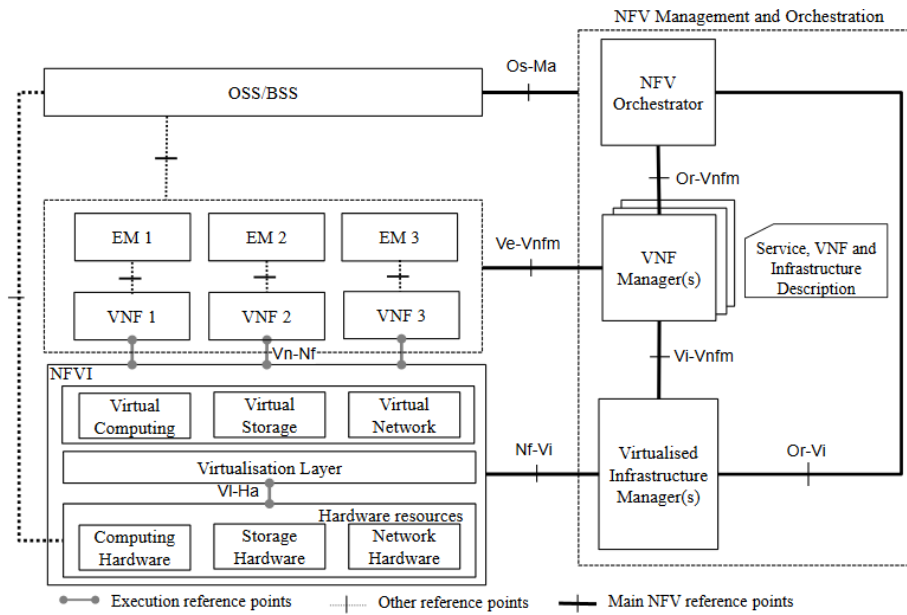 NFV Management and Orchestration
Os-Ma
OSS/BSS
NFV
Orchestrator
Or-Vnfm
EM 1
EM 2
EM 3
Ve-Vnfm
VNF
Manager(s)
Service, VNF and
Infrastructure
Description
VNF 1
VNF 2
VNF 3
Vn-Nf
Vi-Vnfm
NFVI
Virtual
Computing
Virtual
Storage
Virtual
Network
Virtualisation Layer
Nf-Vi
Virtualised
Infrastructure
Manager(s)
Or-Vi
VI-Ha
Hardware resources
Computing
Hardware
Storage
Hardware
Network
Hardware
Execution reference points
Other reference points
Main NFV reference points